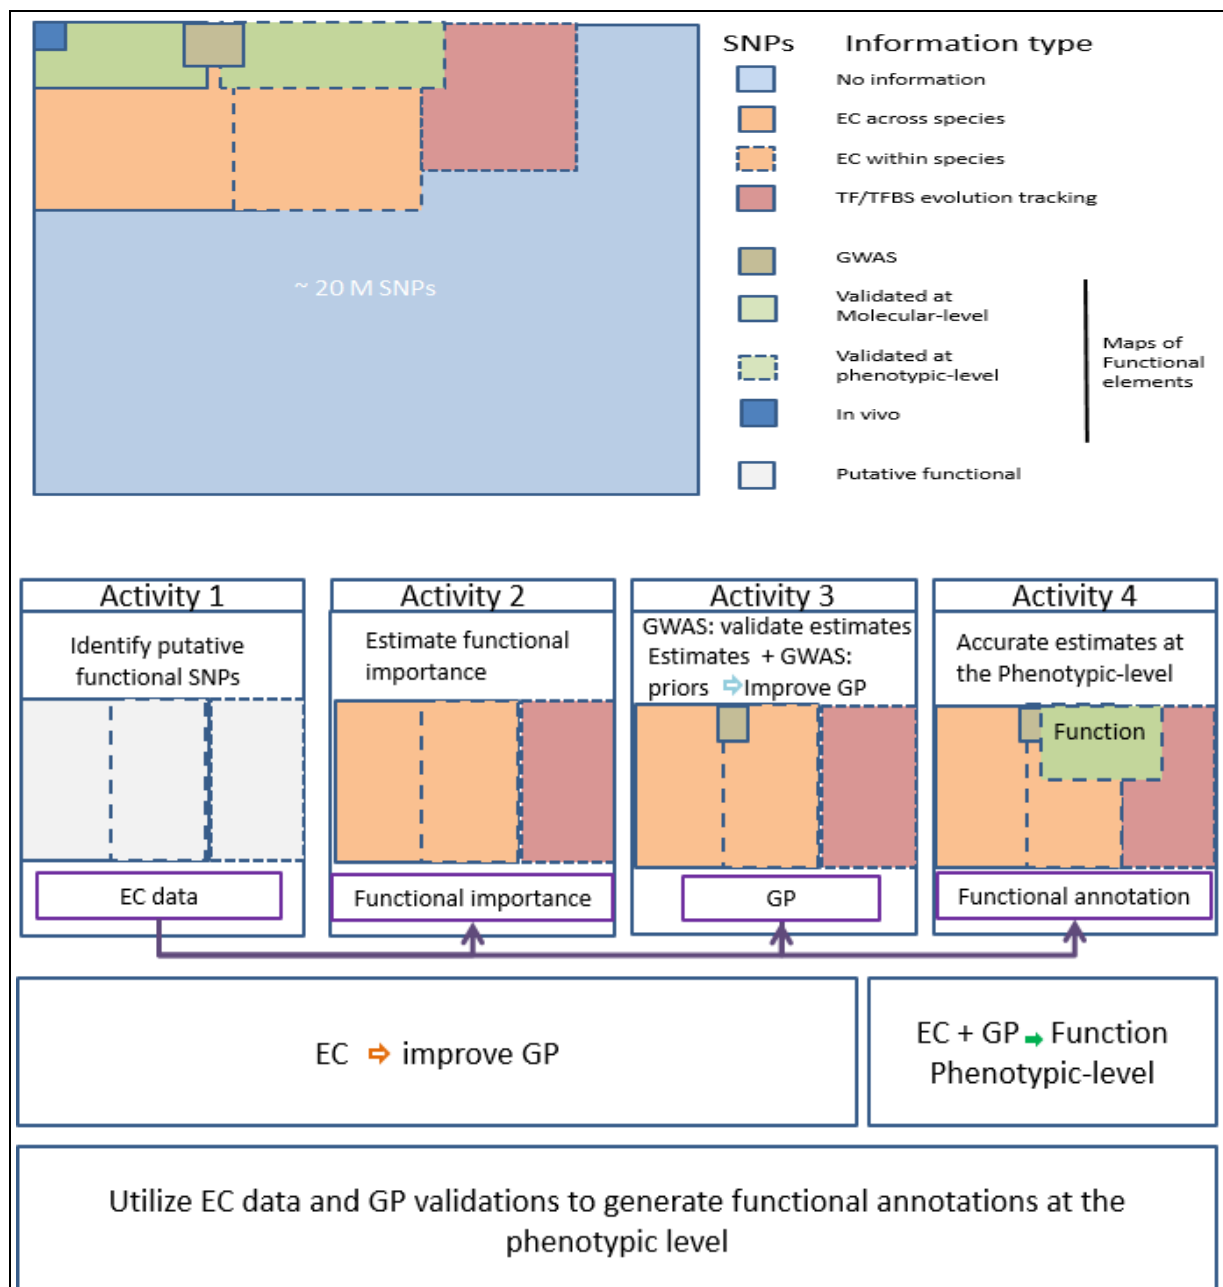 SNPs Information type
No information
EC across species
EC within species
TF/TFBS evolution tracking
~ 20 M SNPs
GWAS
Validated at
Molecular-level
Validated at
phenotypic-level
In vivo
Maps of
Functional
elements
Putative functional
Activity 1
Identify putative
functional SNPs
EC data
Activity 2
Estimate functional
importance
Functional importance
Activity 3
GWAS: validate estimates
Estimates + GWAS:
priors ⇨Improve GP
GP
Activity 4
Accurate estimates at
the Phenotypic-level
Function
Functional annotation
EC ⇨ improve GP
EC + GP ➡ Function
Phenotypic-level
Utilize EC data and GP validations to generate functional annotations at the
phenotypic level